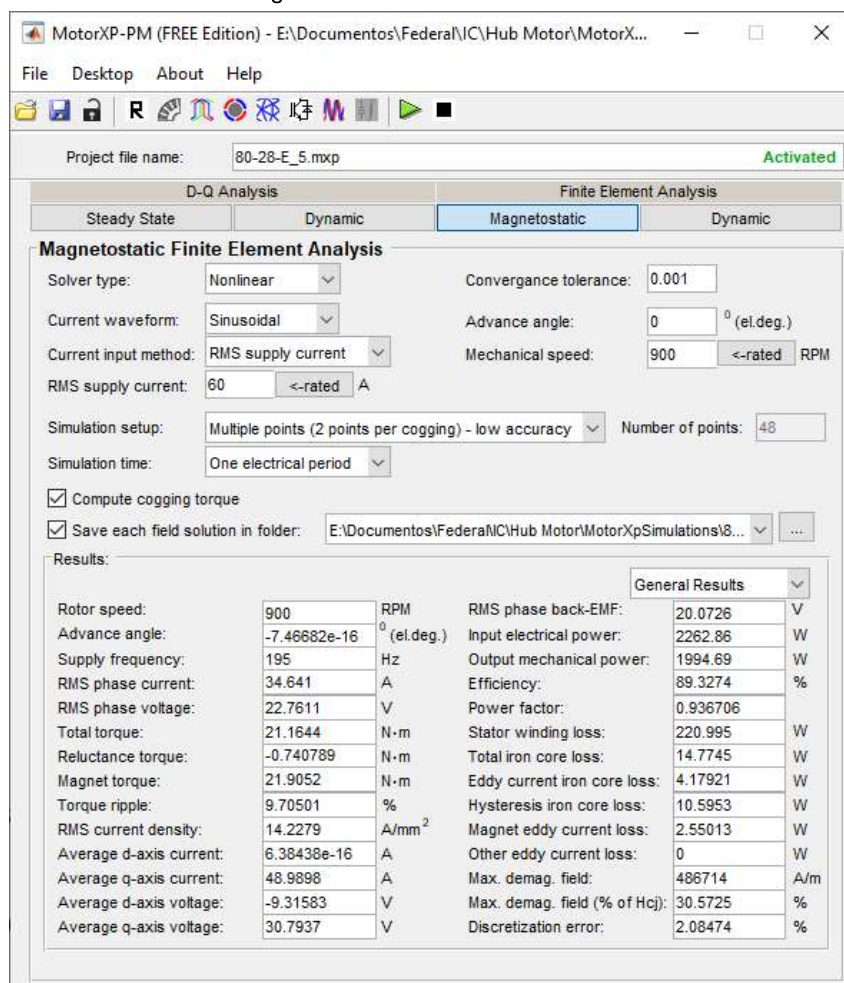 MotorXP-PM (FREE Edition) - E:\Documentos\Federal\IC\Hub Motor\MotorX...
File Desktop About Help
R
Project file name: 80-28-E_5.mxp Activated
D-Q Analysis Finite Element Analysis
Steady State Dynamic Magnetostatic Dynamic
Magnetostatic Finite Element Analysis
Solver type: Nonlinear Convergance tolerance: 0.001
Current waveform: Sinusoidal Advance angle: 0 0 (el.deg.)
Current input method: RMS supply current Mechanical speed: 900 <-rated RPM
RMS supply current: 60 <-rated A
Simulation setup: Multiple points (2 points per cogging) - low accuracy Number of points: 48
Simulation time: One electrical period
Compute cogging torque
Save each field solution in folder: E:\Documentos\Federal\IC\Hub Motor\MotorXpSimulations\8... ...
Results:
General Results
Rotor speed: 900 RPM RMS phase back-EMF: 20.0726 V
Advance angle: -7.46682e-16 0 (el.deg.) Input electrical power: 2262.86 W
Supply frequency: 195 Hz Output mechanical power: 1994.69 W
RMS phase current: 34.641 A Efficiency: 89.3274 %
RMS phase voltage: 22.7611 V Power factor: 0.936706
Total torque: 21.1644 N·m Stator winding loss: 220.995 W
Reluctance torque: -0.740789 N·m Total iron core loss: 14.7745 W
Magnet torque: 21.9052 N·m Eddy current iron core loss: 4.17921 W
Torque ripple: 9.70501 % Hysteresis iron core loss: 10.5953 W
RMS current density: 14.2279 A/mm2 Magnet eddy current loss: 2.55013 W
Average d-axis current: 6.38438e-16 A Other eddy current loss: 0 W
Average q-axis current: 48.9898 A Max. demag. field: 486714 A/m
Average d-axis voltage: -9.31583 V Max. demag. field (% of Hcj): 30.5725 %
Average q-axis voltage: 30.7937 V Discretization error: 2.08474 %